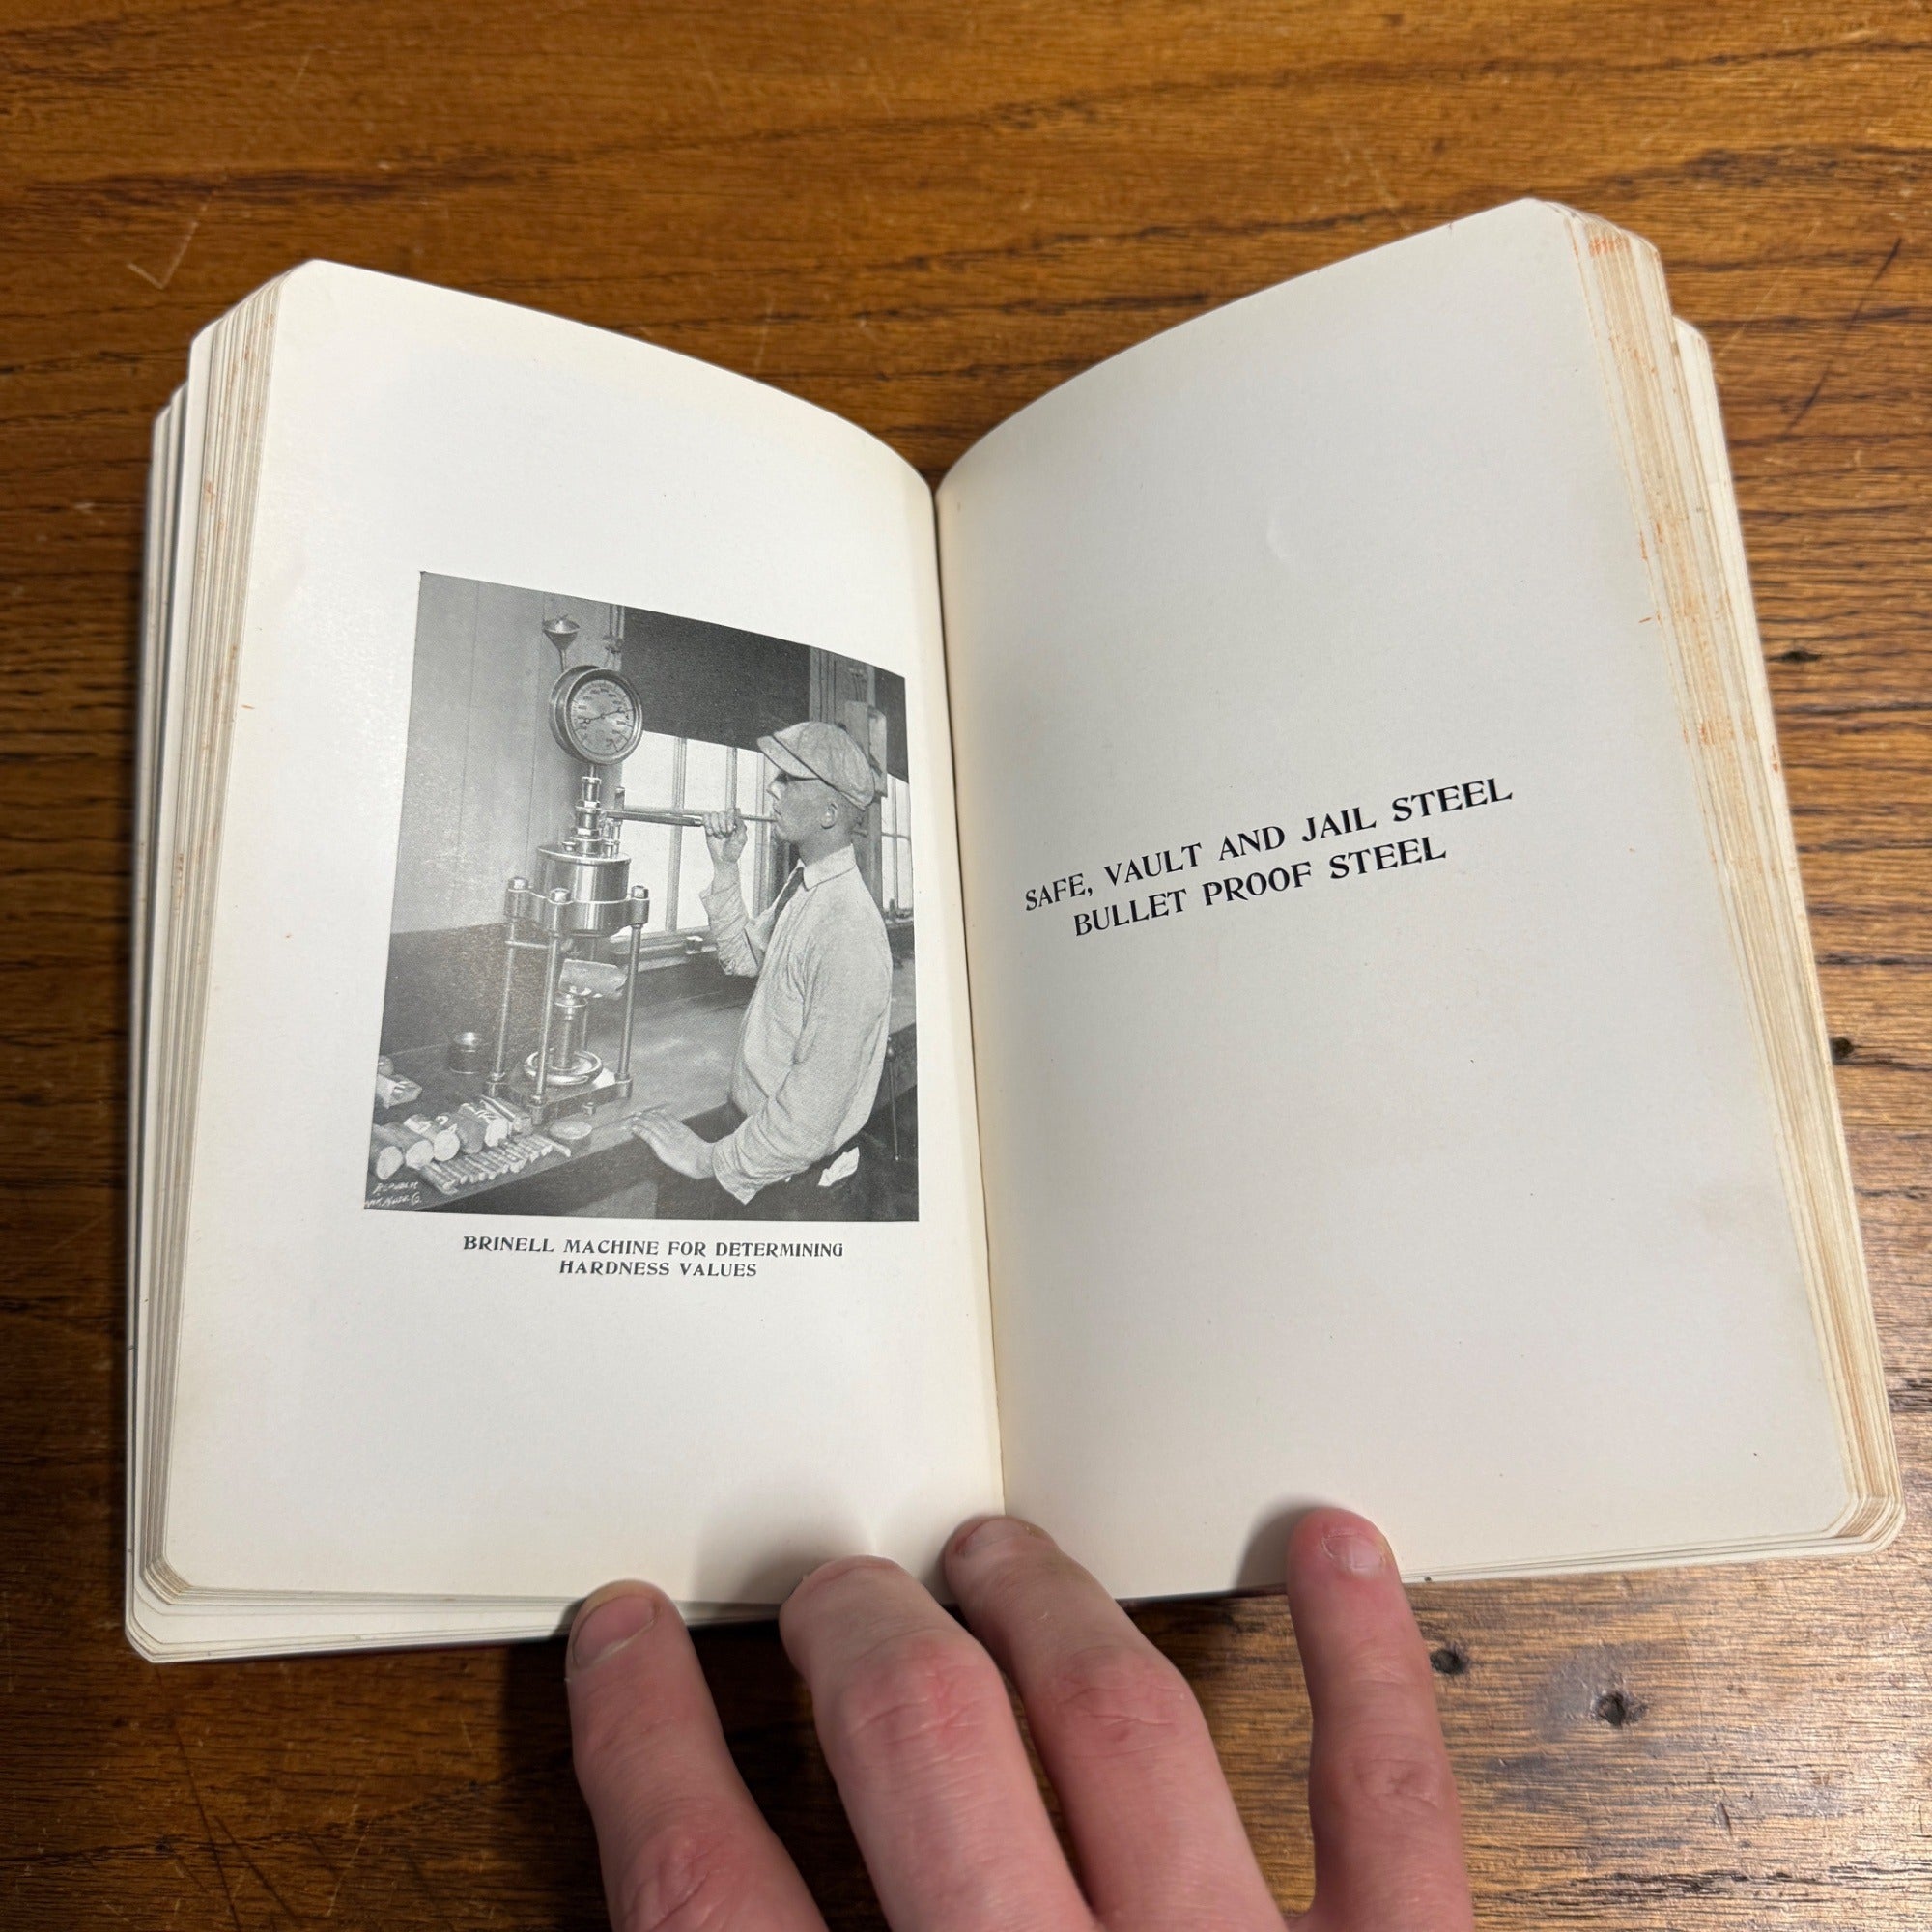 BRINELL MACHINE FOR DETERMINING
HARDNESS VALUES
SAFE, VAULT AND JAIL STEEL
BULLET PROOF STEEL